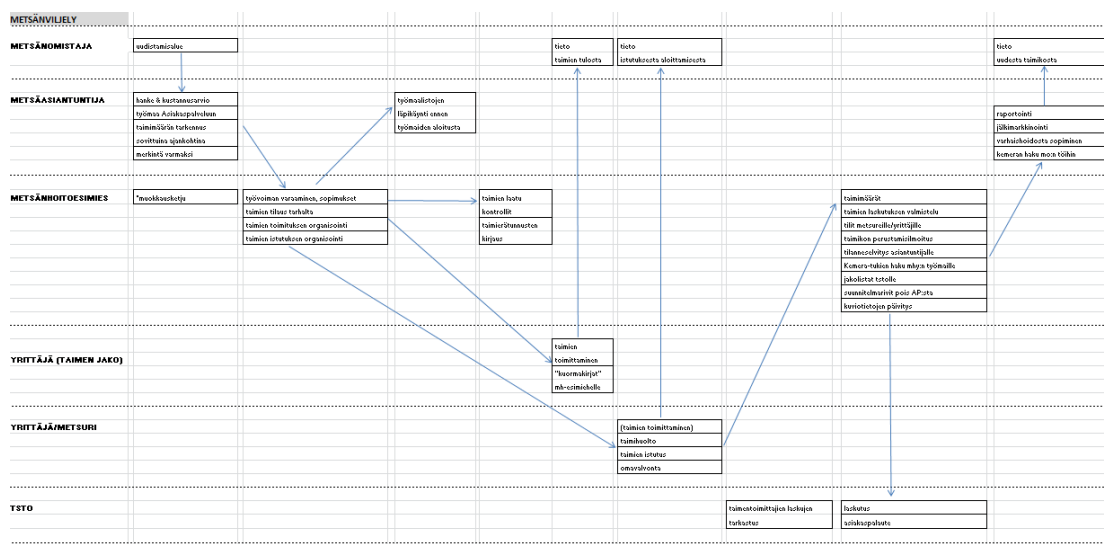 METSÄNVILJELY
METSÄNOMISTAJA
uudistamisalue
tieto
taimien tulosta
tieto
istutuksesta aloittamisesta
tieto
uudesta taimikosta
METSÄASIANTUNTIJA
hanke & kustannusarvio
työmaa Asiakaspalveluun
taimimäärän tarkennus
sovittuina ajankohtina
merkintä varmaksi
työmaalistojen
läpikäynti ennen
työmaiden aloitusta
raportointi
jälkimarkkinointi
varhaishoidosta sopiminen
kemeran haku mo:n töihin
METSÄNHOITOESIMIES
*muokkausketju
työvoiman varaaminen, sopimukset
taimien tilaus tarhalta
taimien toimituksen organisointi
taimien istutuksen organisointi
taimien laatu
kontrollit
taimierätunnusten
kirjaus
taimimäärät
taimien laskutuksen valmistelu
tilit metsureille/yrittäjille
taimikon perustamisilmoitus
tilanneselvitys asiantuntijalle
Kemera-tukien haku mhy:n työmaille
jakolistat tstolle
suunnitelmarivit pois AP:sta
kuviotietojen päivitys
YRITTÄJÄ (TAIMEN JAKO)
taimien
toimittaminen
"kuormakirjat"
mh-esimiehelle
YRITTÄJÄ/METSURI
(taimien toimittaminen)
taimihuolto
taimien istutus
omavalvonta
TSTO
taimentoimittajien laskujen
tarkastus
laskutus
asiakaspalaute